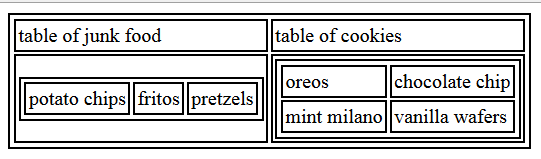 table of junk food
table of cookies
potato chips fritos pretzels
oreos chocolate chip
mint milano vanilla wafers